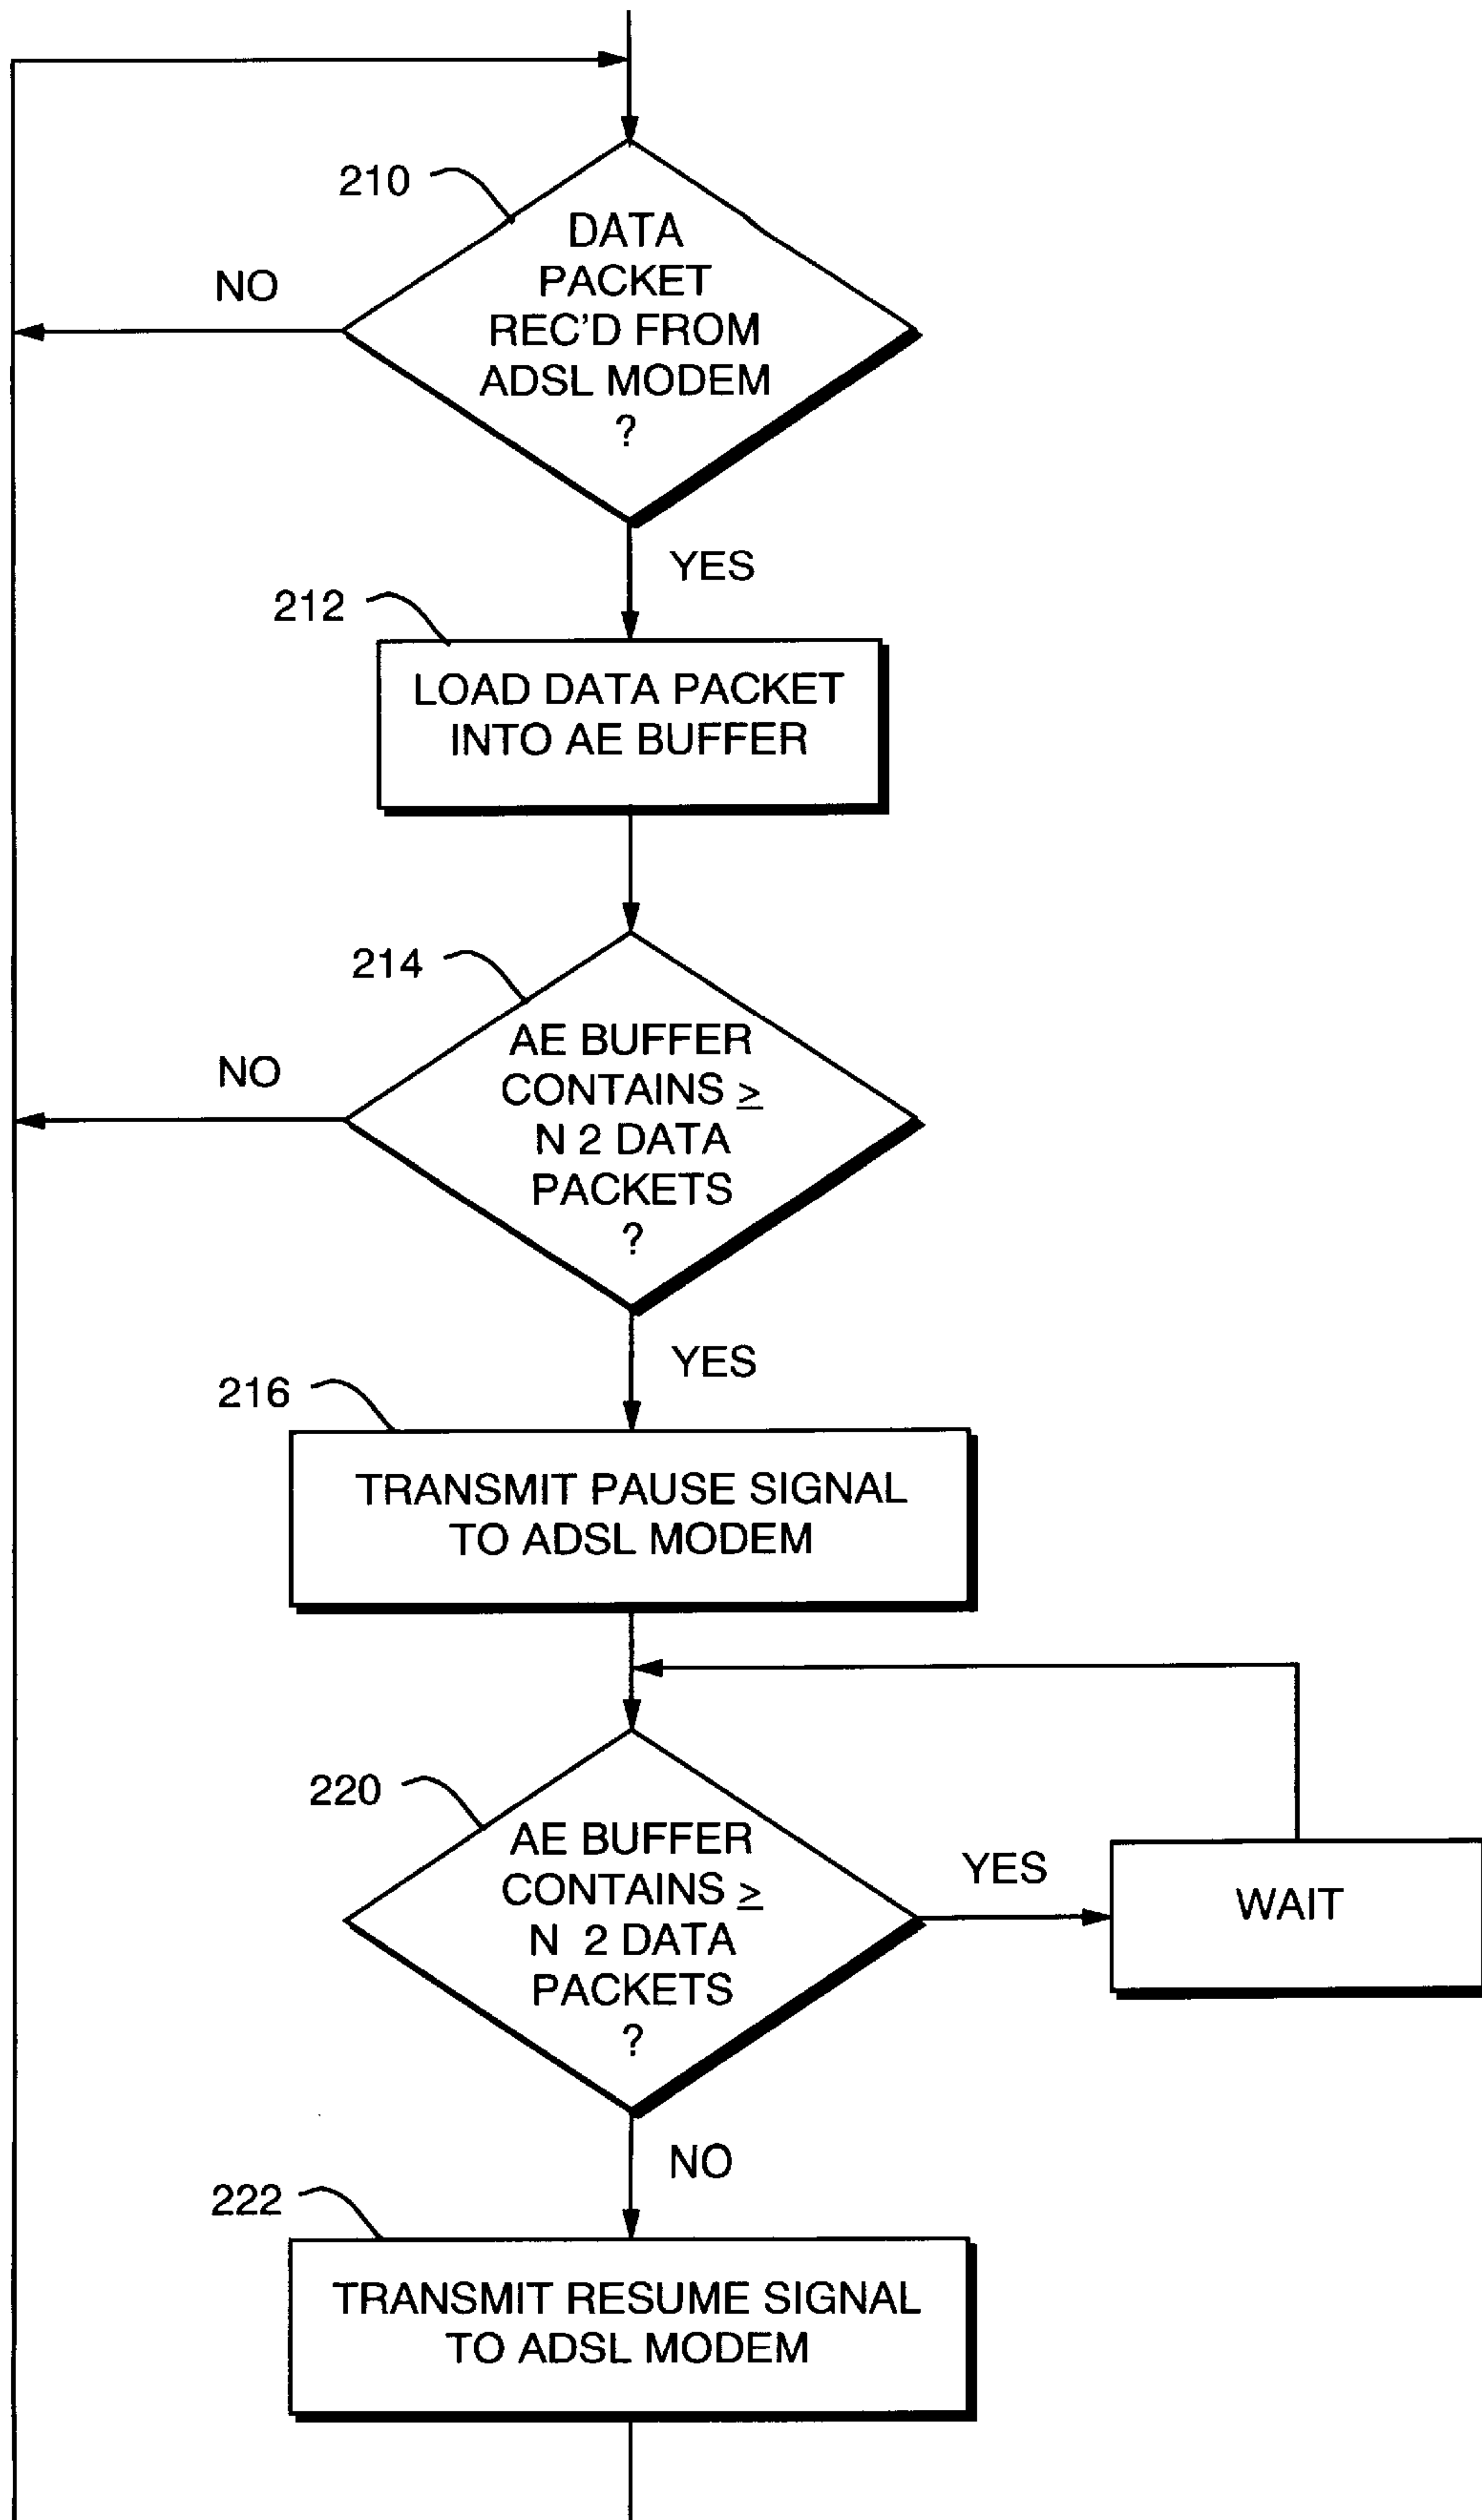 210
DATA
PACKET
REC'D FROM
ADSL MODEM
?
NO
YES
212
LOAD DATA PACKET
INTO AE BUFFER
214
AE BUFFER
CONTAINS ≥
N 2 DATA
PACKETS
?
NO
YES
216
TRANSMIT PAUSE SIGNAL
TO ADSL MODEM
220
AE BUFFER
CONTAINS ≥
N 2 DATA
PACKETS
?
YES
WAIT
NO
222
TRANSMIT RESUME SIGNAL
TO ADSL MODEM